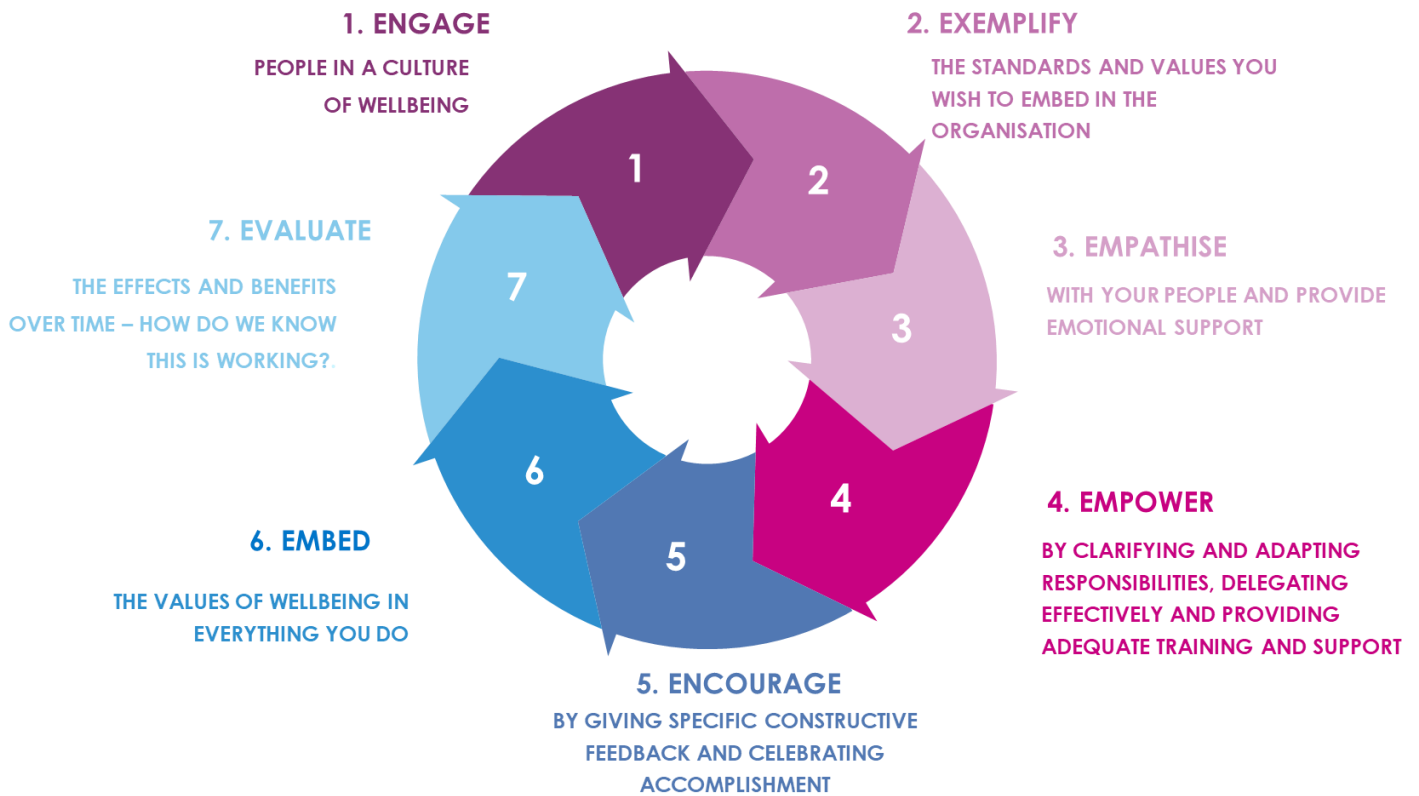 1. ENGAGE
PEOPLE IN A CULTURE
OF WELLBEING
2. EXEMPLIFY
THE STANDARDS AND VALUES YOU
WISH TO EMBED IN THE
ORGANISATION
3. EMPATHISE
WITH YOUR PEOPLE AND PROVIDE
EMOTIONAL SUPPORT
4. EMPOWER
BY CLARIFYING AND ADAPTING
RESPONSIBILITIES, DELEGATING
EFFECTIVELY AND PROVIDING
ADEQUATE TRAINING AND SUPPORT
5. ENCOURAGE
BY GIVING SPECIFIC CONSTRUCTIVE
FEEDBACK AND CELEBRATING
ACCOMPLISHMENT
6. EMBED
THE VALUES OF WELLBEING IN
EVERYTHING YOU DO
7. EVALUATE
THE EFFECTS AND BENEFITS
OVER TIME – HOW DO WE KNOW
THIS IS WORKING?.
1
2
3
4
5
6
7